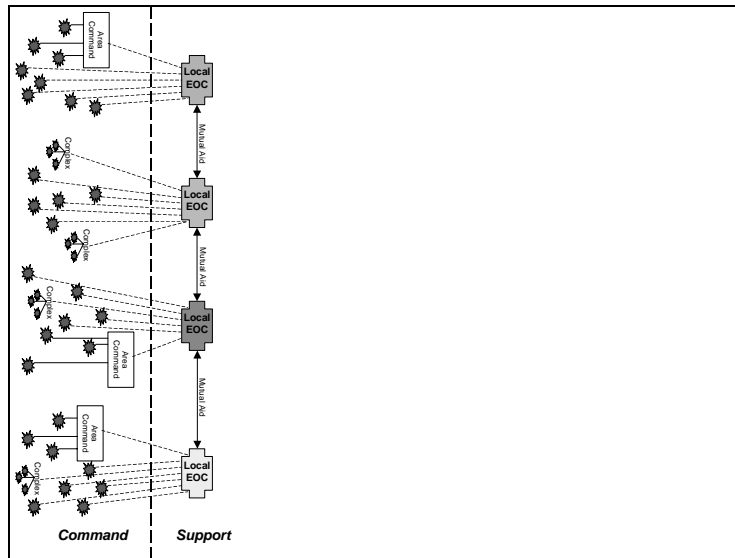 Area
Command
Local
EOC
Mutual Aid
Complex
Local
EOC
Complex
Mutual Aid
Complex
Local
EOC
Area
Command
Mutual Aid
Area
Command
Local
EOC
Complex
Command
Support